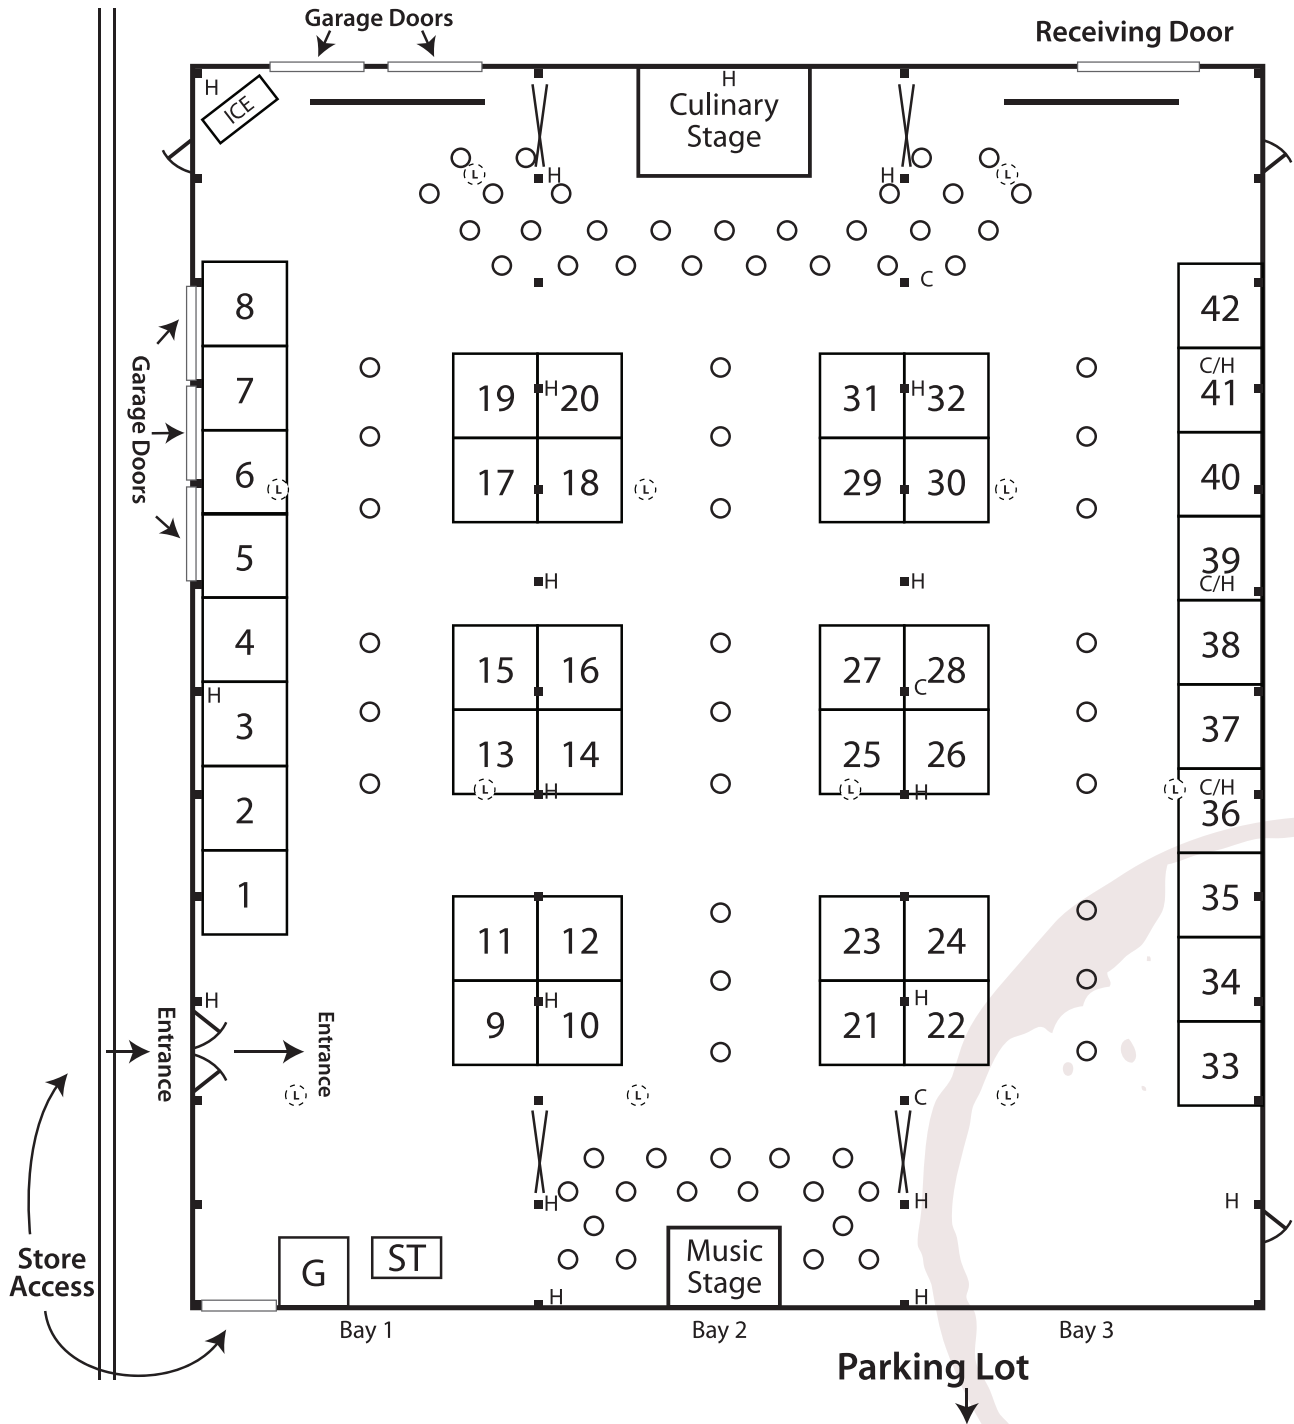 Garage Doors
Receiving Door
H
ICE
H
Culinary
Stage
L
H
H
L
C
8
42
Garage Doors
7
19
H
20
31
H
32
C/H
41
6
L
17
18
L
29
30
L
40
5
H
H
39
C/H
4
15
16
27
28
C
38
H
3
13
14
25
26
37
L
H
L
H
L
C/H
36
2
1
11
12
23
24
35
H
9
H
10
21
H
22
34
Entrance
Entrance
33
L
L
C
L
H
H
H
Store
Access
G
ST
Music
Stage
H
H
Bay 1
Bay 2
Bay 3
Parking Lot